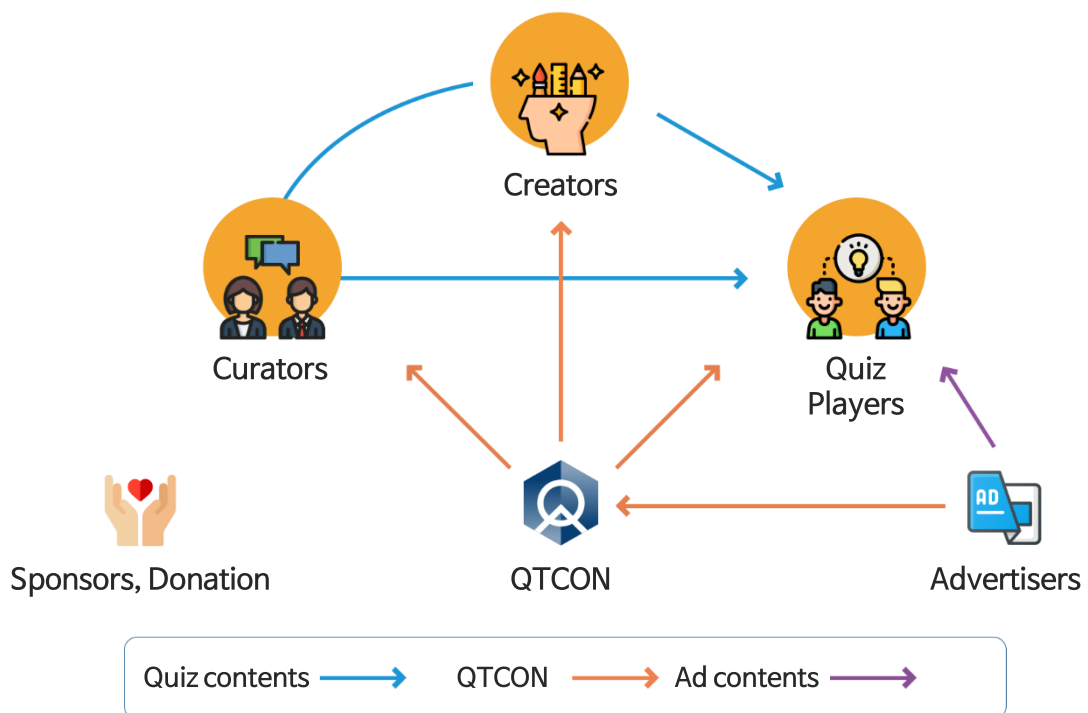 Creators
Curators
Quiz
Players
AD
Sponsors, Donation
QTCON
Advertisers
Quiz contents
QTCON
Ad contents